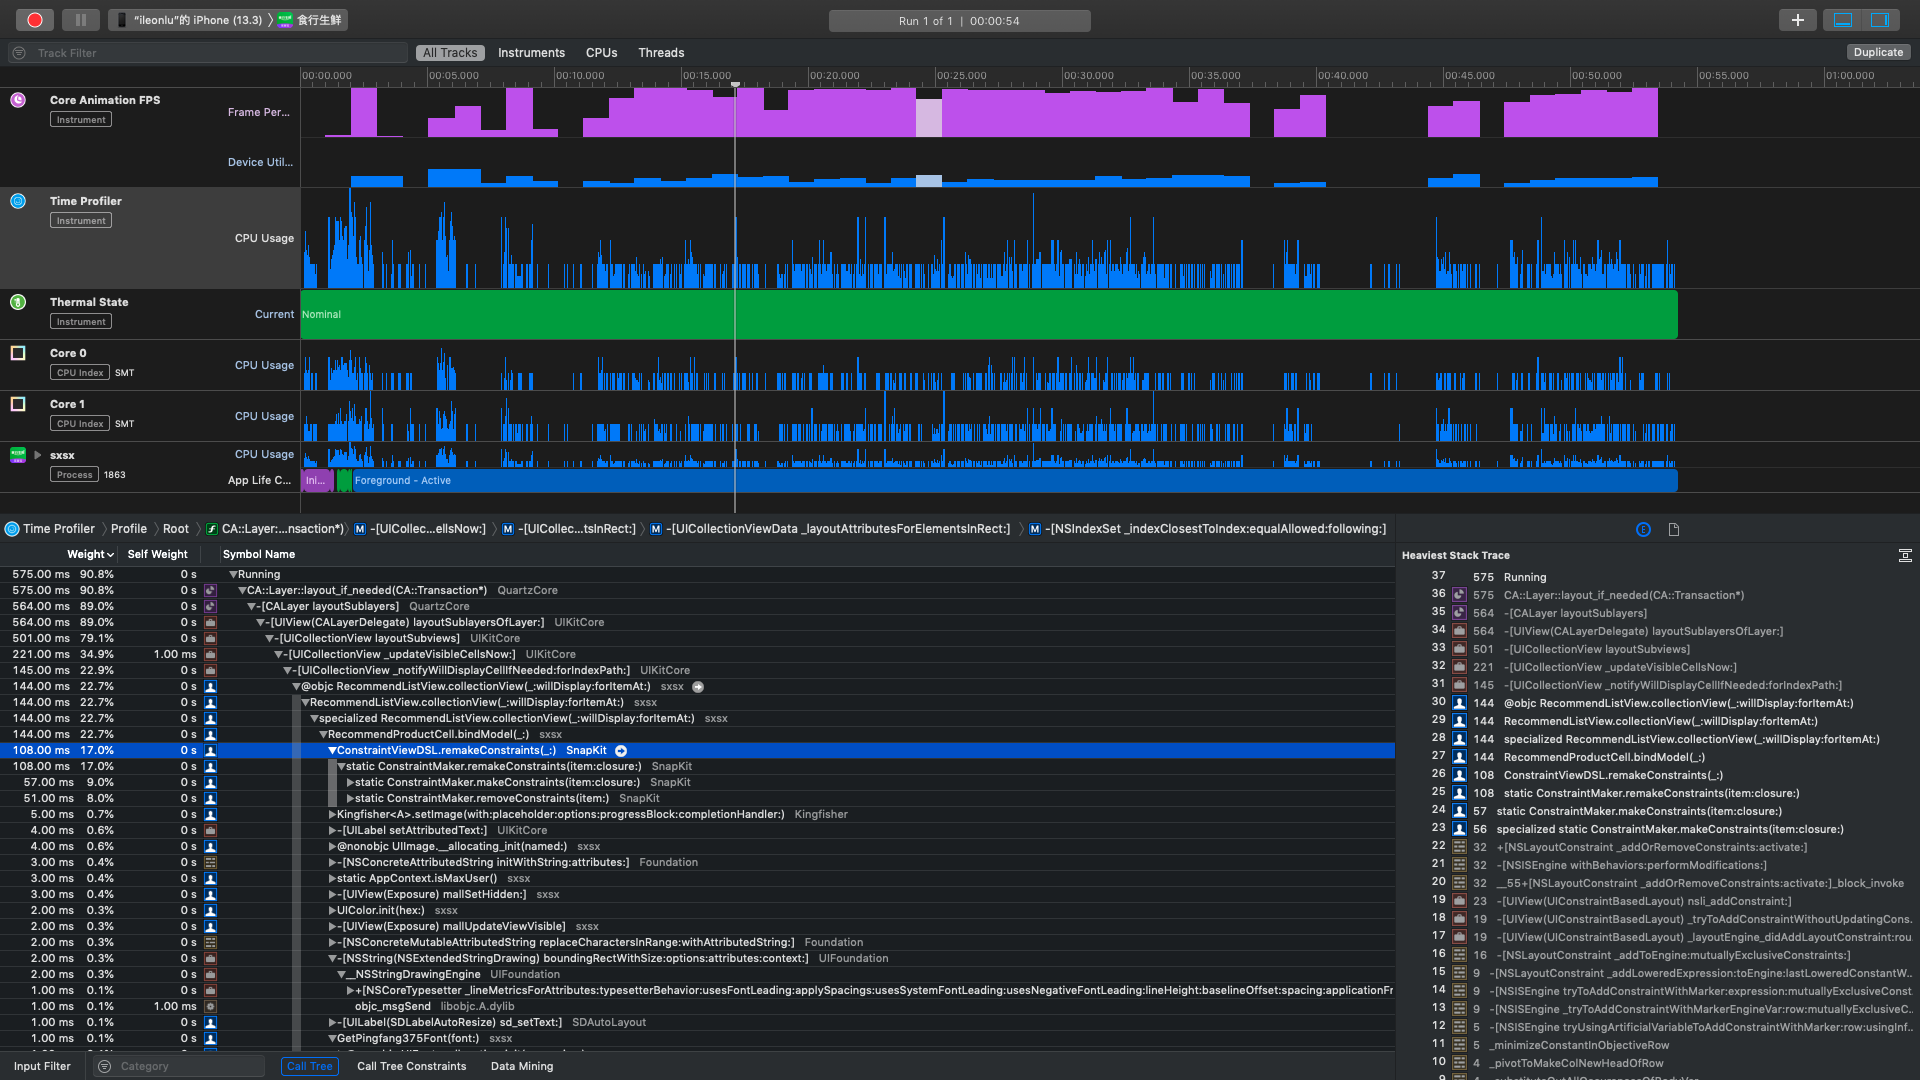 "ileonlu"的 iPhone (13.3) 〉 食行生鲜
Run 1 of 1 | 00:00:54
Track Filter
All Tracks Instruments CPUs Threads
Duplicate
00:00.000 00:05.000 00:10.000 00:15.000 00:20.000 00:25.000 00:30.000 00:35.000 00:40.000 00:45.000 00:50.000 00:55.000 01:00.000
Core Animation FPS
Instrument
Frame Per...
Device Util...
Time Profiler
Instrument
CPU Usage
Thermal State
Instrument
Current
Nominal
Core 0
CPU Index SMT
CPU Usage
Core 1
CPU Index SMT
CPU Usage
sxsx
Process 1863
CPU Usage
App Life C...
Ini...
Foreground - Active
Time Profiler 〉 Profile 〉 Root 〉 CA::Layer:...nsaction*) 〉 M -[UICollec...ellsNow:] 〉 M -[UICollec...tsInRect:] 〉 M -[UICollectionViewData _layoutAttributesForElementsInRect:] 〉 M -[NSIndexSet _indexClosestToIndex:equalAllowed:following:]
Weight Self Weight Symbol Name
575.00 ms 90.8% 0 s Running
575.00 ms 90.8% 0 s CA::Layer::layout_if_needed(CA::Transaction*) QuartzCore
564.00 ms 89.0% 0 s -[CALayer layoutSublayers] QuartzCore
564.00 ms 89.0% 0 s -[UIView(CALayerDelegate) layoutSublayersOfLayer:] UIKitCore
501.00 ms 79.1% 0 s -[UICollectionView layoutSubviews] UIKitCore
221.00 ms 34.9% 1.00 ms -[UICollectionView _updateVisibleCellsNow:] UIKitCore
145.00 ms 22.9% 0 s -[UICollectionView _notifyWillDisplayCellIfNeeded:forIndexPath:] UIKitCore
144.00 ms 22.7% 0 s @objc RecommendListView.collectionView(_:willDisplay:forItemAt:) sxsx
144.00 ms 22.7% 0 s RecommendListView.collectionView(_:willDisplay:forItemAt:) sxsx
144.00 ms 22.7% 0 s specialized RecommendListView.collectionView(_:willDisplay:forItemAt:) sxsx
144.00 ms 22.7% 0 s RecommendProductCell.bindModel(_:) sxsx
108.00 ms 17.0% 0 s ConstraintViewDSL.remakeConstraints(_:) SnapKit
108.00 ms 17.0% 0 s static ConstraintMaker.remakeConstraints(item:closure:) SnapKit
57.00 ms 9.0% 0 s static ConstraintMaker.makeConstraints(item:closure:) SnapKit
51.00 ms 8.0% 0 s static ConstraintMaker.removeConstraints(item:) SnapKit
5.00 ms 0.7% 0 s Kingfisher<A>.setImage(with:placeholder:options:progressBlock:completionHandler:) Kingfisher
4.00 ms 0.6% 0 s -[UILabel setAttributedText:] UIKitCore
4.00 ms 0.6% 0 s @nonobjc UIImage.__allocating_init(named:) sxsx
3.00 ms 0.4% 0 s -[NSConcreteAttributedString initWithString:attributes:] Foundation
3.00 ms 0.4% 0 s static AppContext.isMaxUser() sxsx
3.00 ms 0.4% 0 s -[UIView(Exposure) mallSetHidden:] sxsx
2.00 ms 0.3% 0 s UIColor.init(hex:) sxsx
2.00 ms 0.3% 0 s -[UIView(Exposure) mallUpdateViewVisible] sxsx
2.00 ms 0.3% 0 s -[NSConcreteMutableAttributedString replaceCharactersInRange:withAttributedString:] Foundation
2.00 ms 0.3% 0 s -[NSString(NSExtendedStringDrawing) boundingRectWithSize:options:attributes:context:] UIFoundation
2.00 ms 0.3% 0 s __NSStringDrawingEngine UIFoundation
1.00 ms 0.1% 0 s +[NSCoreTypesetter _lineMetricsForAttributes:typesetterBehavior:usesFontLeading:applySpacings:usesSystemFontLeading:usesNegativeFontLeading:lineHeight:baselineOffset:spacing:applicationFr
1.00 ms 0.1% 1.00 ms objc_msgSend libobjc.A.dylib
1.00 ms 0.1% 0 s -[UILabel(SDLabelAutoResize) sd_setText:] SDAutoLayout
1.00 ms 0.1% 0 s GetPingfang375Font(font:) sxsx
Input Filter Category Call Tree Call Tree Constraints Data Mining
E
Heaviest Stack Trace
37 575 Running
36 575 CA::Layer::layout_if_needed(CA::Transaction*)
35 564 -[CALayer layoutSublayers]
34 564 -[UIView(CALayerDelegate) layoutSublayersOfLayer:]
33 501 -[UICollectionView layoutSubviews]
32 221 -[UICollectionView _updateVisibleCellsNow:]
31 145 -[UICollectionView _notifyWillDisplayCellIfNeeded:forIndexPath:]
30 144 @objc RecommendListView.collectionView(_:willDisplay:forItemAt:)
29 144 RecommendListView.collectionView(_:willDisplay:forItemAt:)
28 144 specialized RecommendListView.collectionView(_:willDisplay:forItemAt:)
27 144 RecommendProductCell.bindModel(_:)
26 108 ConstraintViewDSL.remakeConstraints(_:)
25 108 static ConstraintMaker.remakeConstraints(item:closure:)
24 57 static ConstraintMaker.makeConstraints(item:closure:)
23 56 specialized static ConstraintMaker.makeConstraints(item:closure:)
22 32 +[NSLayoutConstraint _addOrRemoveConstraints:activate:]
21 32 -[NSISEngine withBehaviors:performModifications:]
20 32 __55+[NSLayoutConstraint _addOrRemoveConstraints:activate:]_block_invoke
19 23 -[UIView(UIConstraintBasedLayout) nsli_addConstraint:]
18 19 -[UIView(UIConstraintBasedLayout) _tryToAddConstraintWithoutUpdatingCons...
17 19 -[UIView(UIConstraintBasedLayout) _layoutEngine_didAddLayoutConstraint:rou...
16 16 -[NSLayoutConstraint _addToEngine:mutuallyExclusiveConstraints:]
15 9 -[NSLayoutConstraint _addLoweredExpression:toEngine:lastLoweredConstantW...
14 9 -[NSISEngine tryToAddConstraintWithMarker:expression:mutuallyExclusiveConst...
13 9 -[NSISEngine _tryToAddConstraintWithMarkerEngineVar:row:mutuallyExclusiveC...
12 5 -[NSISEngine tryUsingArtificialVariableToAddConstraintWithMarker:row:usingInf...
11 5 _minimizeConstantInObjectiveRow
10 4 _pivotToMakeColNewHeadOfRow